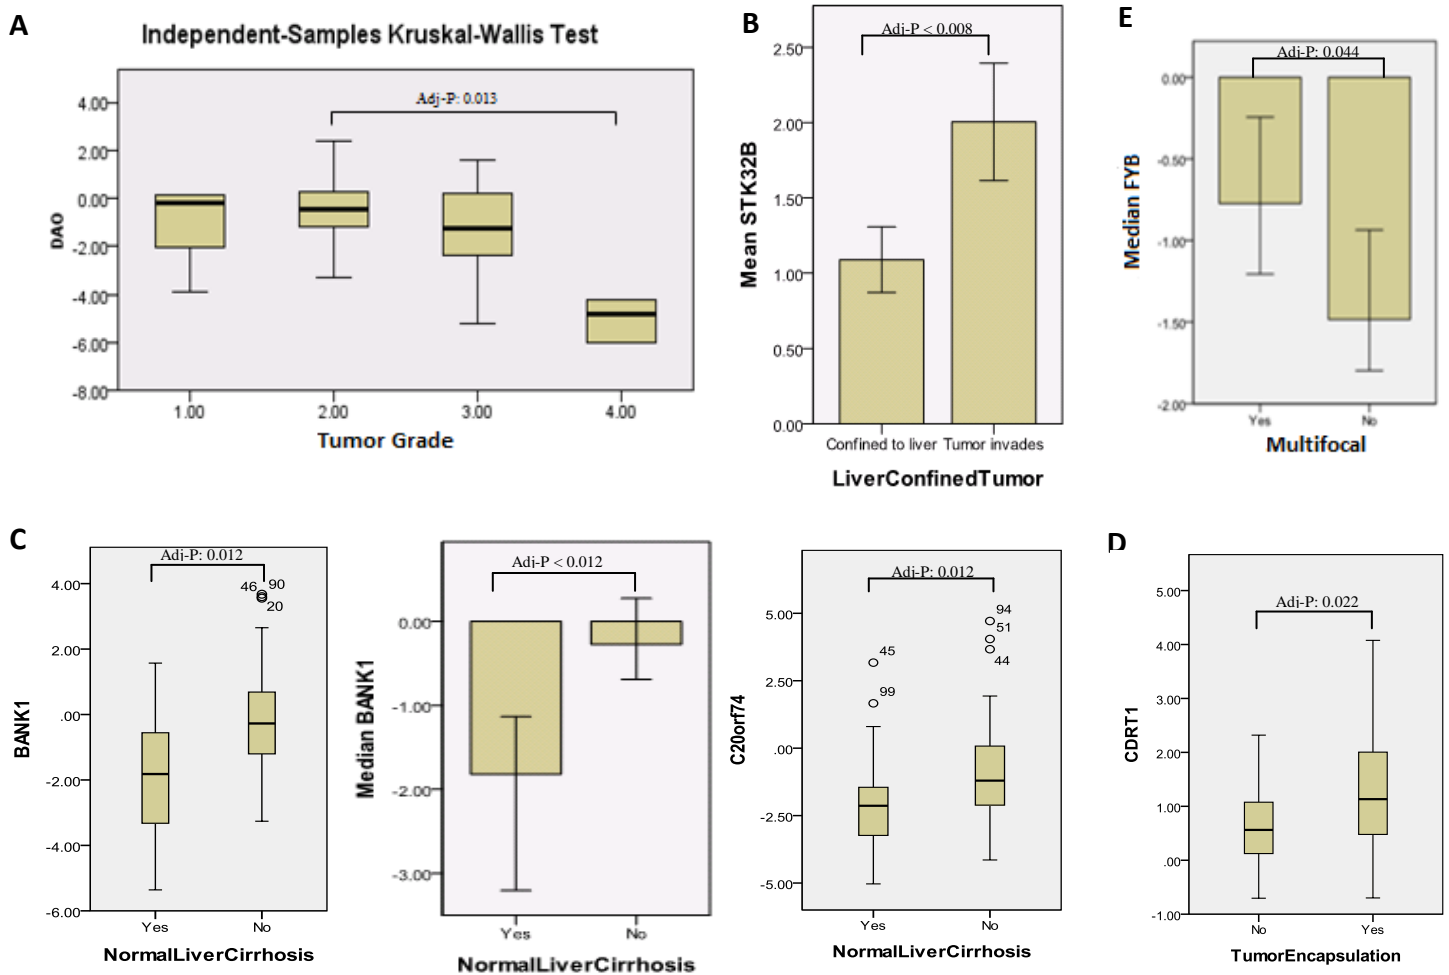 A
Independent-Samples Kruskal-Wallis Test
Adj-P: 0.013
4.00
2.00
0.00
-2.00
-4.00
-6.00
-8.00
DAO
1.00
2.00
3.00
4.00
Tumor Grade
B
Adj-P < 0.008
2.50
2.00
1.50
1.00
0.50
0.00
Mean STK32B
Confined to liver
Tumor invades
LiverConfinedTumor
E
Adj-P: 0.044
0.00
-0.50
-1.00
-1.50
-2.00
Median FYB
Yes
No
Multifocal
C
Adj-P: 0.012
46
90
20
4.00
2.00
.00
-2.00
-4.00
-6.00
BANK1
Yes
No
NormalLiverCirrhosis
Adj-P < 0.012
0.00
-1.00
-2.00
-3.00
Median BANK1
Yes
No
NormalLiverCirrhosis
Adj-P: 0.012
94
51
44
45
99
5.00
2.50
.00
-2.50
-5.00
C20orf74
Yes
No
NormalLiverCirrhosis
D
Adj-P: 0.022
5.00
4.00
3.00
2.00
1.00
.00
-1.00
CDRT1
No
Yes
TumorEncapsulation